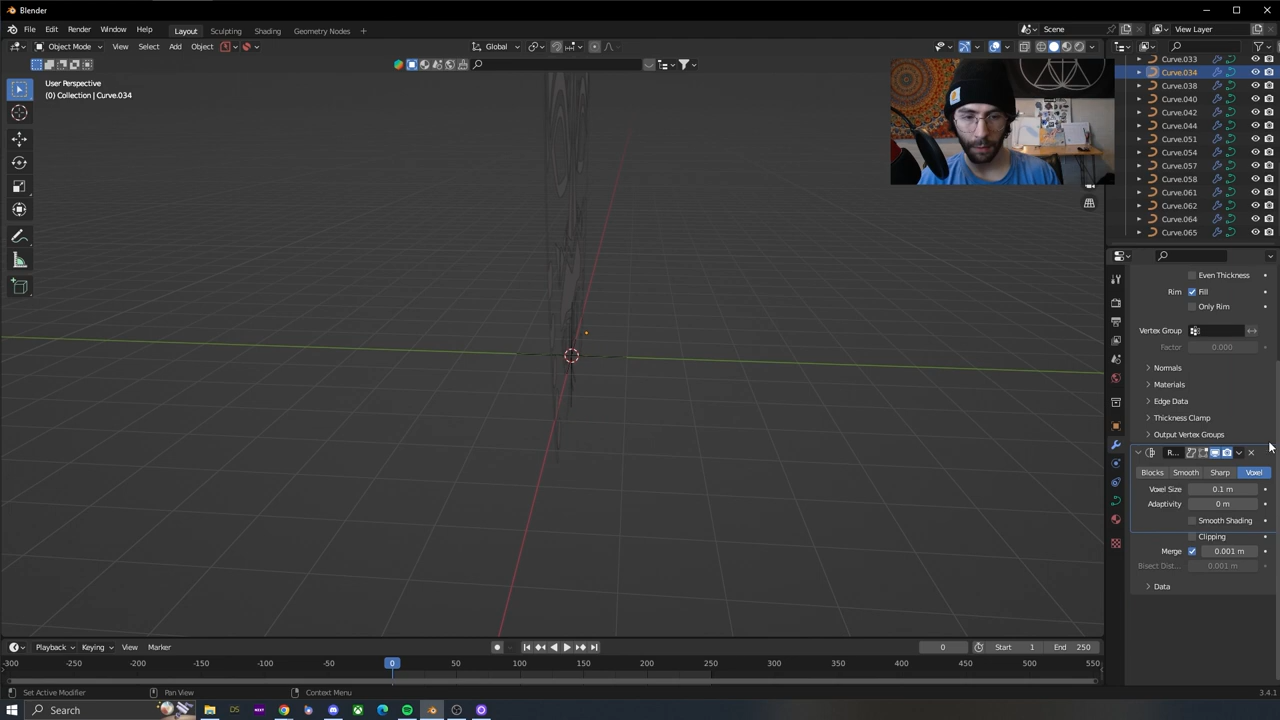 Blender
File Edit Render Window Help Layout Sculpting Shading Geometry Nodes + Scene View Layer
Object Mode View Select Add Object Global
User Perspective
(0) Collection | Curve.034
Curve.033
Curve.034
Curve.038
Curve.040
Curve.042
Curve.044
Curve.051
Curve.054
Curve.057
Curve.058
Curve.061
Curve.062
Curve.064
Curve.065
Even Thickness
Rim Fill
Only Rim
Vertex Group
Factor 0.000
Normals
Materials
Edge Data
Thickness Clamp
Output Vertex Groups
R...
Blocks Smooth Sharp Voxel
Voxel Size 0.1 m
Adaptivity 0 m
Smooth Shading
Clipping
Merge 0.001 m
Bisect Dist... 0.001 m
Data
Playback Keying View Marker 0 Start 1 End 250
-300 -250 -200 -150 -100 -50 0 50 100 150 200 250 300 350 400 450 500 550
Set Active Modifier Pan View Context Menu 3.4.1
Search DS NEET